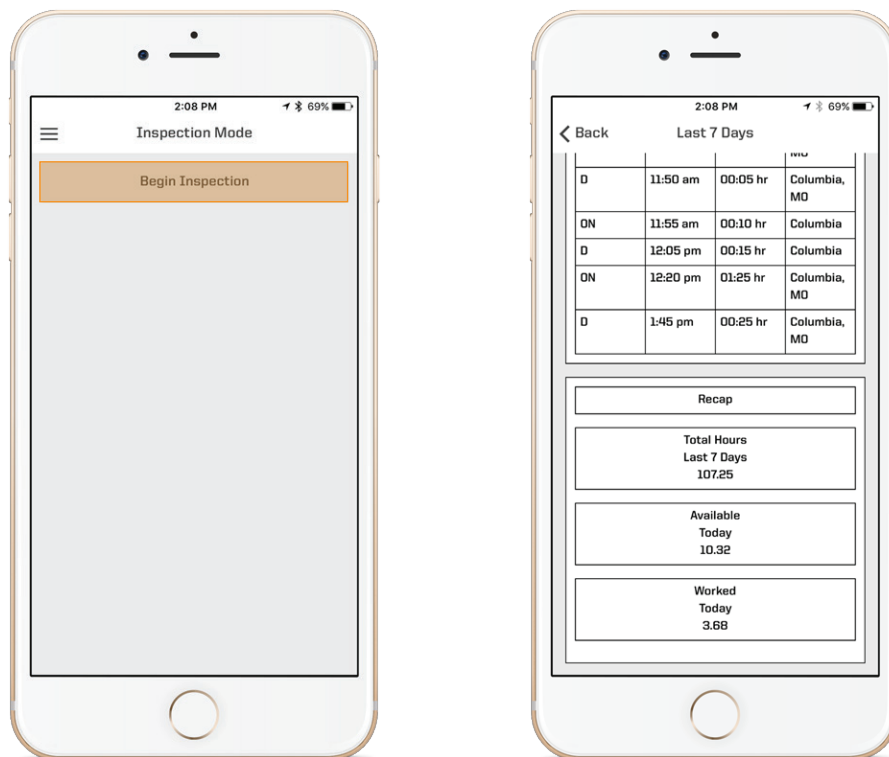 2:08 PM 69%
Inspection Mode
Begin Inspection
2:08 PM 69%
Back Last 7 Days
MO
D 11:50 am 00:05 hr Columbia,
MO
ON 11:55 am 00:10 hr Columbia
D 12:05 pm 00:15 hr Columbia
ON 12:20 pm 01:25 hr Columbia,
MO
D 1:45 pm 00:25 hr Columbia,
MO
Recap
Total Hours
Last 7 Days
107.25
Available
Today
10.32
Worked
Today
3.68